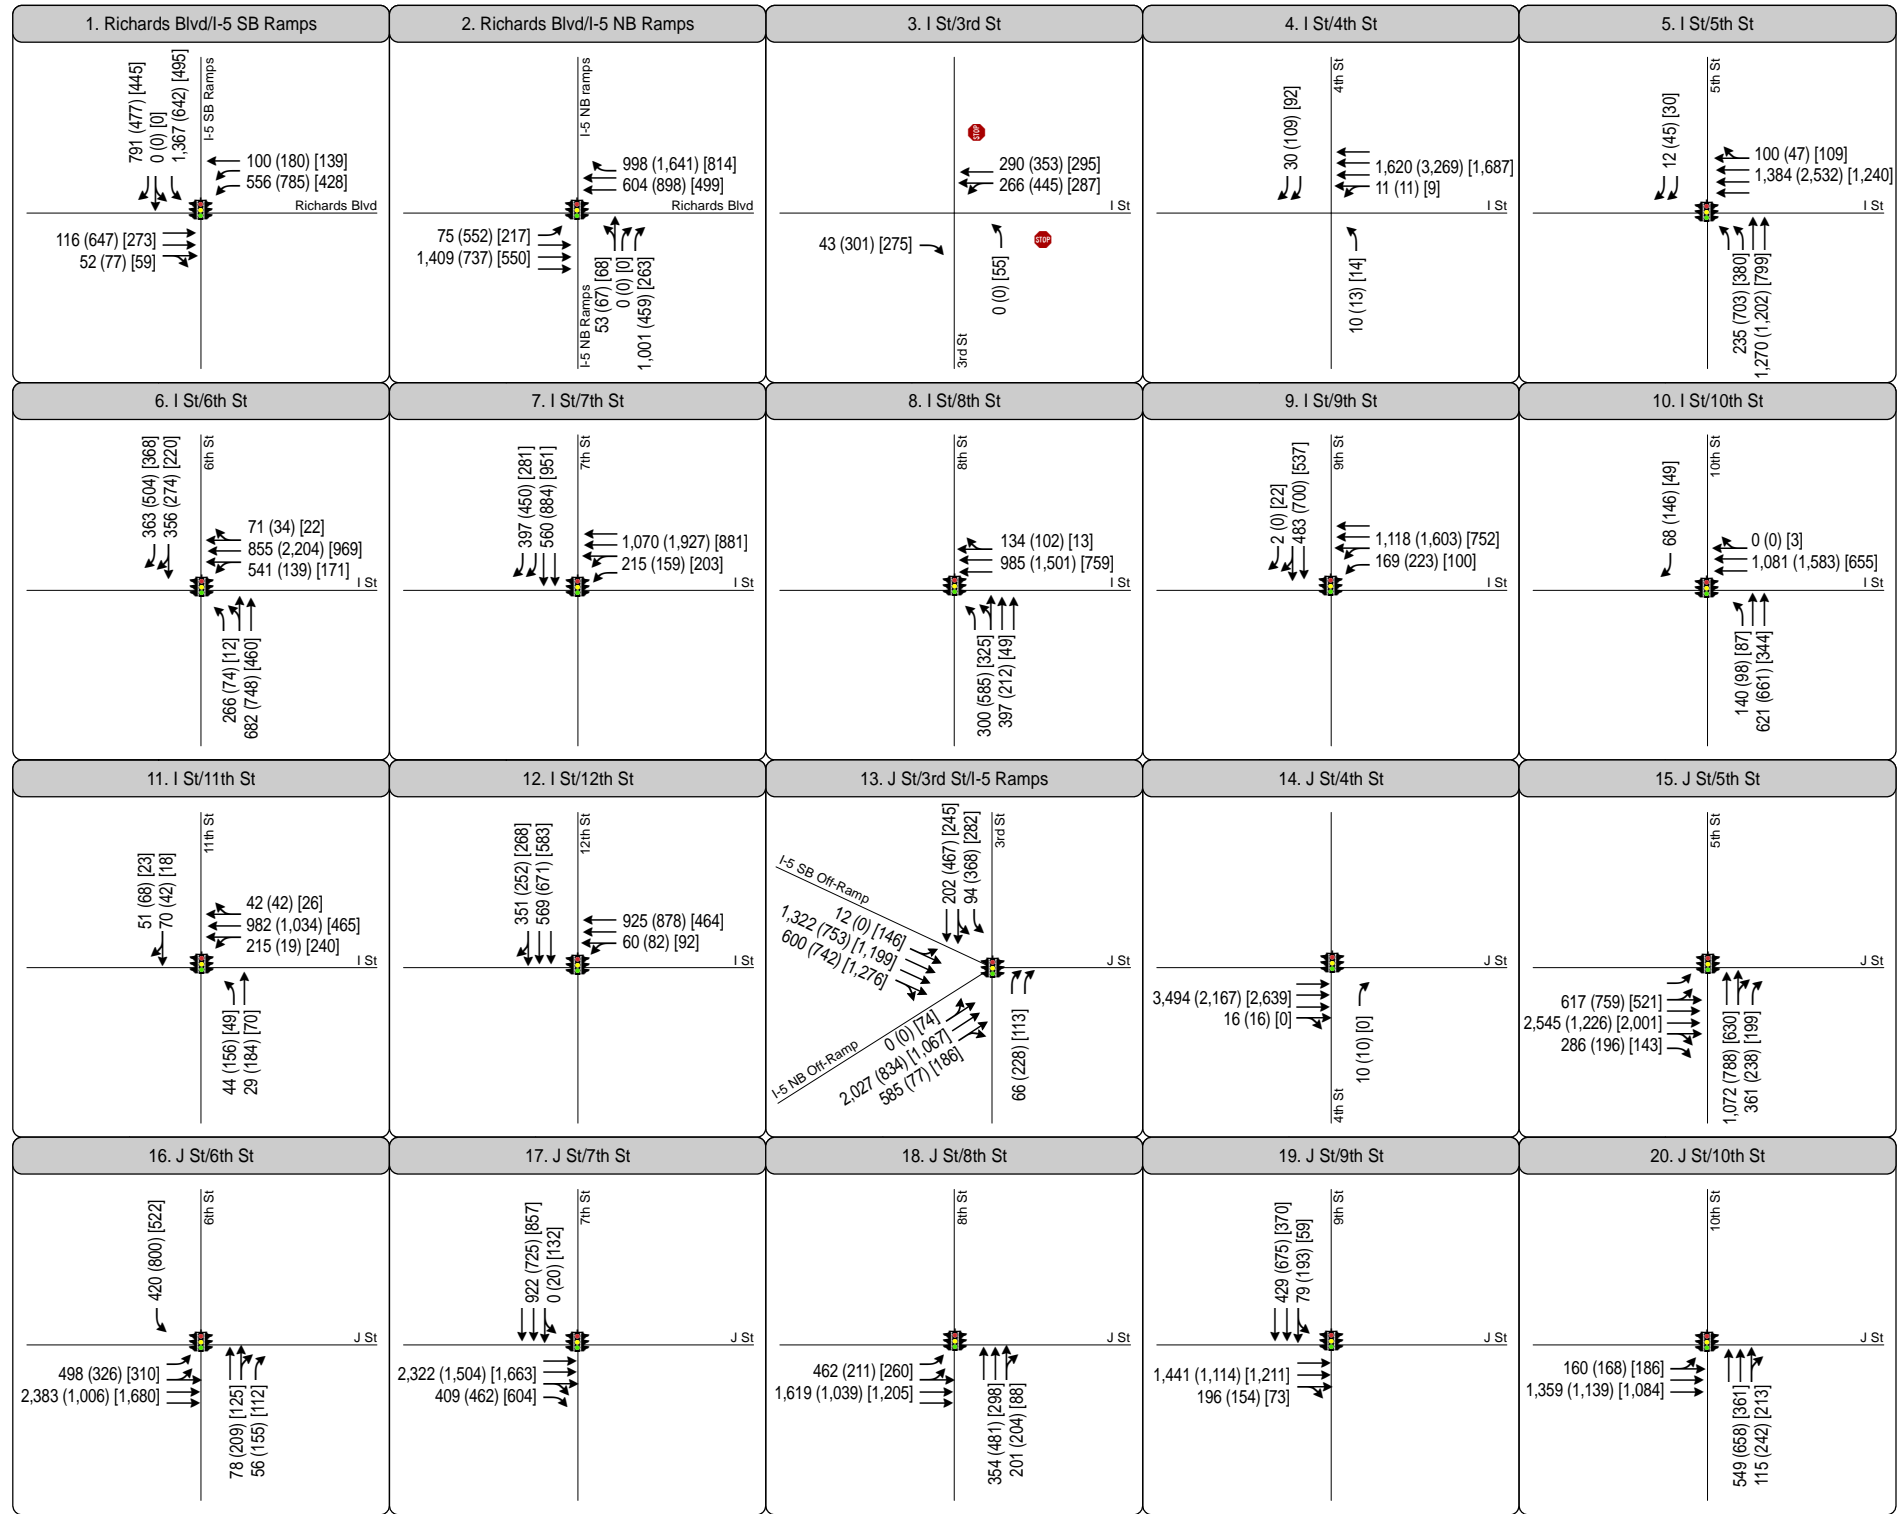 1. Richards Blvd/I-5 SB Ramps
791 (477) [445]
0 (0) [0]
1,367 (642) [495]
I-5 SB Ramps
100 (180) [139]
556 (785) [428]
Richards Blvd
116 (647) [273]
52 (77) [59]
2. Richards Blvd/I-5 NB Ramps
I-5 NB ramps
998 (1,641) [814]
604 (898) [499]
Richards Blvd
75 (552) [217]
1,409 (737) [550]
I-5 NB Ramps
53 (67) [68]
0 (0) [0]
1,001 (459) [263]
3. I St/3rd St
STOP
290 (353) [295]
266 (445) [287]
I St
43 (301) [275]
STOP
0 (0) [55]
3rd St
4. I St/4th St
30 (109) [92]
4th St
1,620 (3,269) [1,687]
11 (11) [9]
I St
10 (13) [14]
5. I St/5th St
12 (45) [30]
5th St
100 (47) [109]
1,384 (2,532) [1,240]
I St
235 (703) [380]
1,270 (1,202) [799]
6. I St/6th St
363 (504) [368]
356 (274) [220]
6th St
71 (34) [22]
855 (2,204) [969]
541 (139) [171]
I St
266 (74) [12]
682 (748) [460]
7. I St/7th St
397 (450) [281]
560 (884) [951]
7th St
1,070 (1,927) [881]
215 (159) [203]
I St
8. I St/8th St
8th St
134 (102) [13]
985 (1,501) [759]
I St
300 (585) [325]
397 (212) [49]
9. I St/9th St
2 (0) [22]
483 (700) [537]
9th St
1,118 (1,603) [752]
169 (223) [100]
I St
10. I St/10th St
68 (146) [49]
10th St
0 (0) [3]
1,081 (1,583) [655]
I St
140 (98) [87]
621 (661) [344]
11. I St/11th St
51 (68) [23]
70 (42) [18]
11th St
42 (42) [26]
982 (1,034) [465]
215 (19) [240]
I St
44 (156) [49]
29 (184) [70]
12. I St/12th St
351 (252) [268]
569 (671) [583]
12th St
925 (878) [464]
60 (82) [92]
I St
13. J St/3rd St/I-5 Ramps
202 (467) [245]
94 (368) [282]
3rd St
I-5 SB Off-Ramp
12 (0) [146]
1,322 (753) [1,199]
600 (742) [1,276]
J St
I-5 NB Off-Ramp
0 (0) [74]
2,027 (834) [1,067]
585 (77) [186]
66 (228) [113]
14. J St/4th St
J St
3,494 (2,167) [2,639]
16 (16) [0]
10 (10) [0]
4th St
15. J St/5th St
5th St
J St
617 (759) [521]
2,545 (1,226) [2,001]
286 (196) [143]
1,072 (788) [630]
361 (238) [199]
16. J St/6th St
420 (800) [522]
6th St
J St
498 (326) [310]
2,383 (1,006) [1,680]
78 (209) [125]
56 (155) [112]
17. J St/7th St
922 (725) [857]
0 (20) [132]
7th St
J St
2,322 (1,504) [1,663]
409 (462) [604]
18. J St/8th St
8th St
J St
462 (211) [260]
1,619 (1,039) [1,205]
354 (481) [298]
201 (204) [88]
19. J St/9th St
429 (675) [370]
79 (193) [59]
9th St
J St
1,441 (1,114) [1,211]
196 (154) [73]
20. J St/10th St
10th St
J St
160 (168) [186]
1,359 (1,139) [1,084]
549 (658) [361]
115 (242) [213]